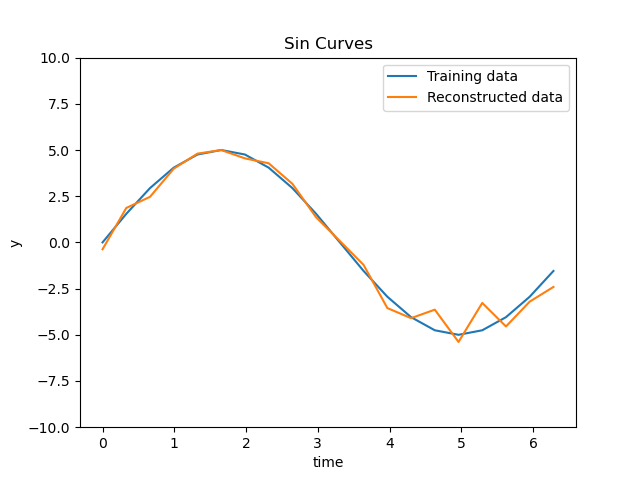 Sin Curves
Training data
Reconstructed data
10.0
7.5
5.0
2.5
0.0
−2.5
−5.0
−7.5
−10.0
y
0 1 2 3 4 5 6
time